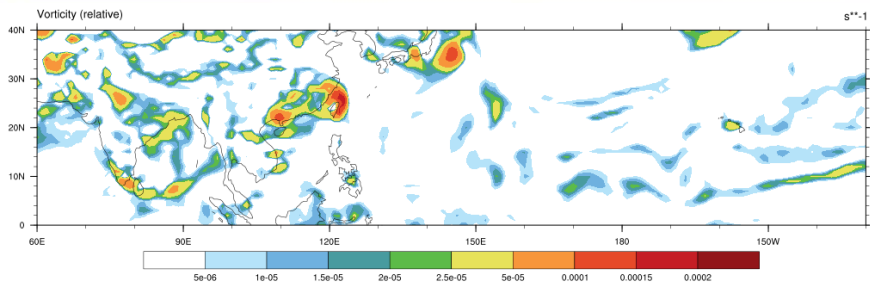 Vorticity (relative) s**-1
40N
30N
20N
10N
0
60E 90E 120E 150E 180 150W
5e-06 1e-05 1.5e-05 2e-05 2.5e-05 5e-05 0.0001 0.00015 0.0002